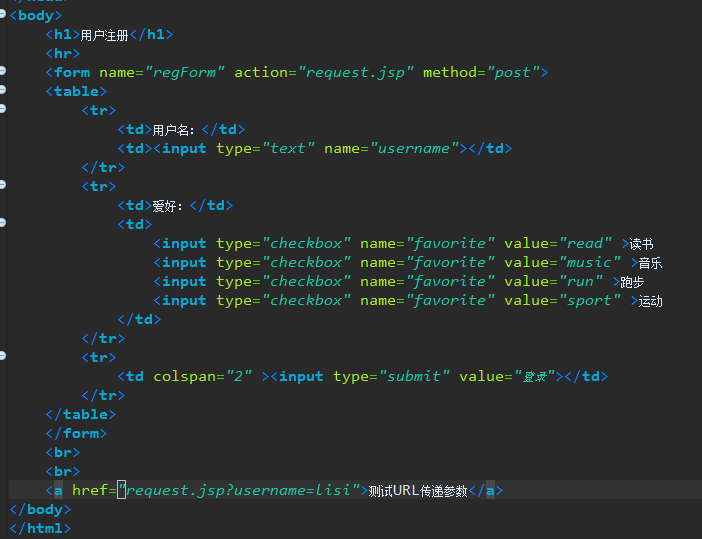 <body>
<h1>用户注册</h1>
<hr>
<form name="regForm" action="request.jsp" method="post">
<table>
<tr>
<td>用户名：</td>
<td><input type="text" name="username"></td>
</tr>
<tr>
<td>爱好：</td>
<td>
<input type="checkbox" name="favorite" value="read" >读书
<input type="checkbox" name="favorite" value="music" >音乐
<input type="checkbox" name="favorite" value="run" >跑步
<input type="checkbox" name="favorite" value="sport" >运动
</td>
</tr>
<tr>
<td colspan="2" ><input type="submit" value="登录"></td>
</tr>
</table>
</form>
<br>
<br>
<a href="request.jsp?username=lisi">测试URL传递参数</a>
</body>
</html>